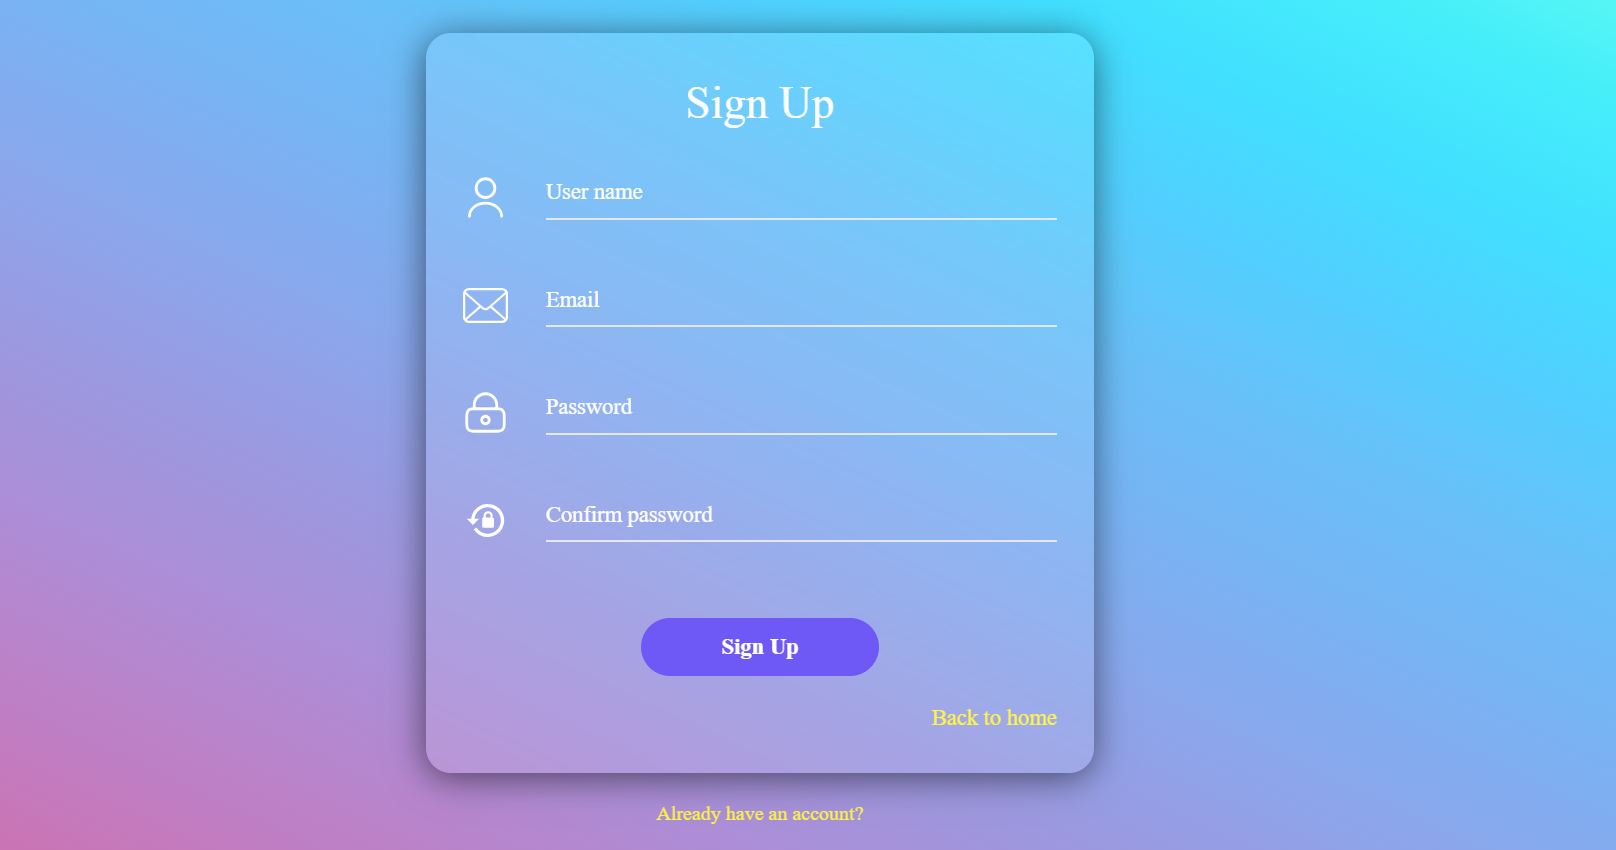 Sign Up
User name
Email
Password
Confirm password
Sign Up
Back to home
Already have an account?